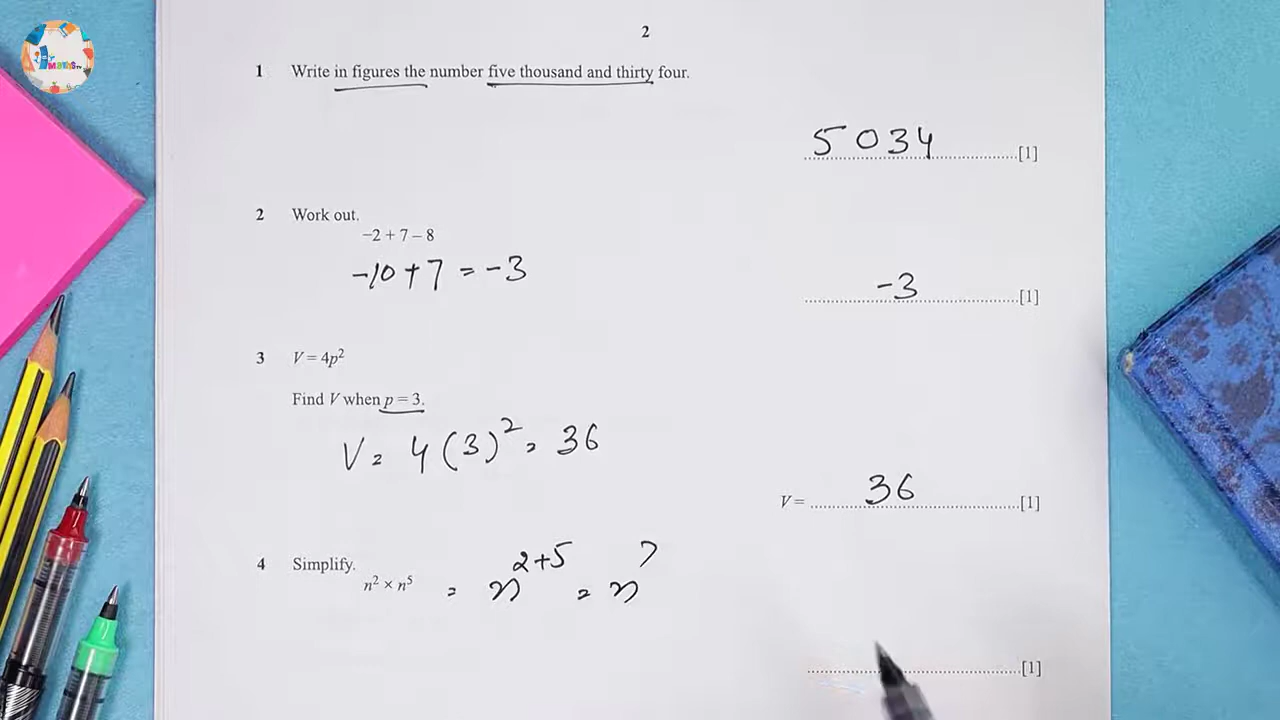 2
1 Write in figures the number five thousand and thirty four.
5034
[1]
2 Work out.
−2 + 7 − 8
-10+7 = -3
-3
[1]
3 V = 4p²
Find V when p = 3.
V = 4(3)² = 36
V = 36 [1]
4 Simplify.
n² × n⁵ = n²⁺⁵ = n⁷
[1]